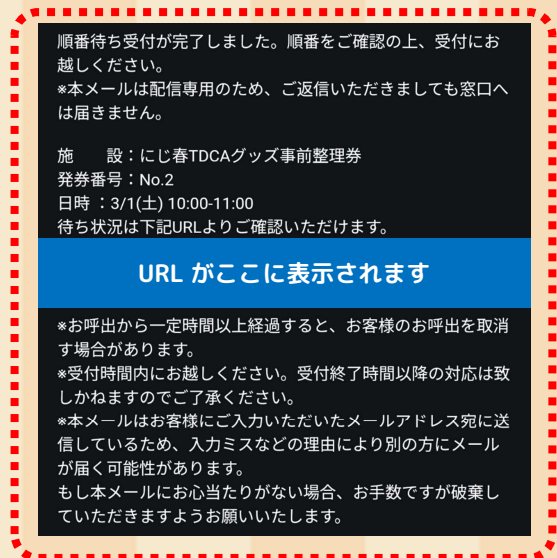 順番待ち受付が完了しました。順番をご確認の上、受付にお
越しください。
※本メールは配信専用のため、ご返信いただきましても窓口へ
は届きません。
施　　設：にじ春TDCAグッズ事前整理券
発券番号：No.2
日時 ：3/1(土) 10:00-11:00
待ち状況は下記URLよりご確認いただけます。
URL がここに表示されます
※お呼出から一定時間以上経過すると、お客様のお呼出を取消
す場合があります。
※受付時間内にお越しください。受付終了時間以降の対応は致
しかねますのでご了承ください。
※本メールはお客様にご入力いただいたメールアドレス宛に送
信しているため、入力ミスなどの理由により別の方にメール
が届く可能性があります。
もし本メールにお心当たりがない場合、お手数ですが破棄し
ていただきますようお願いいたします。